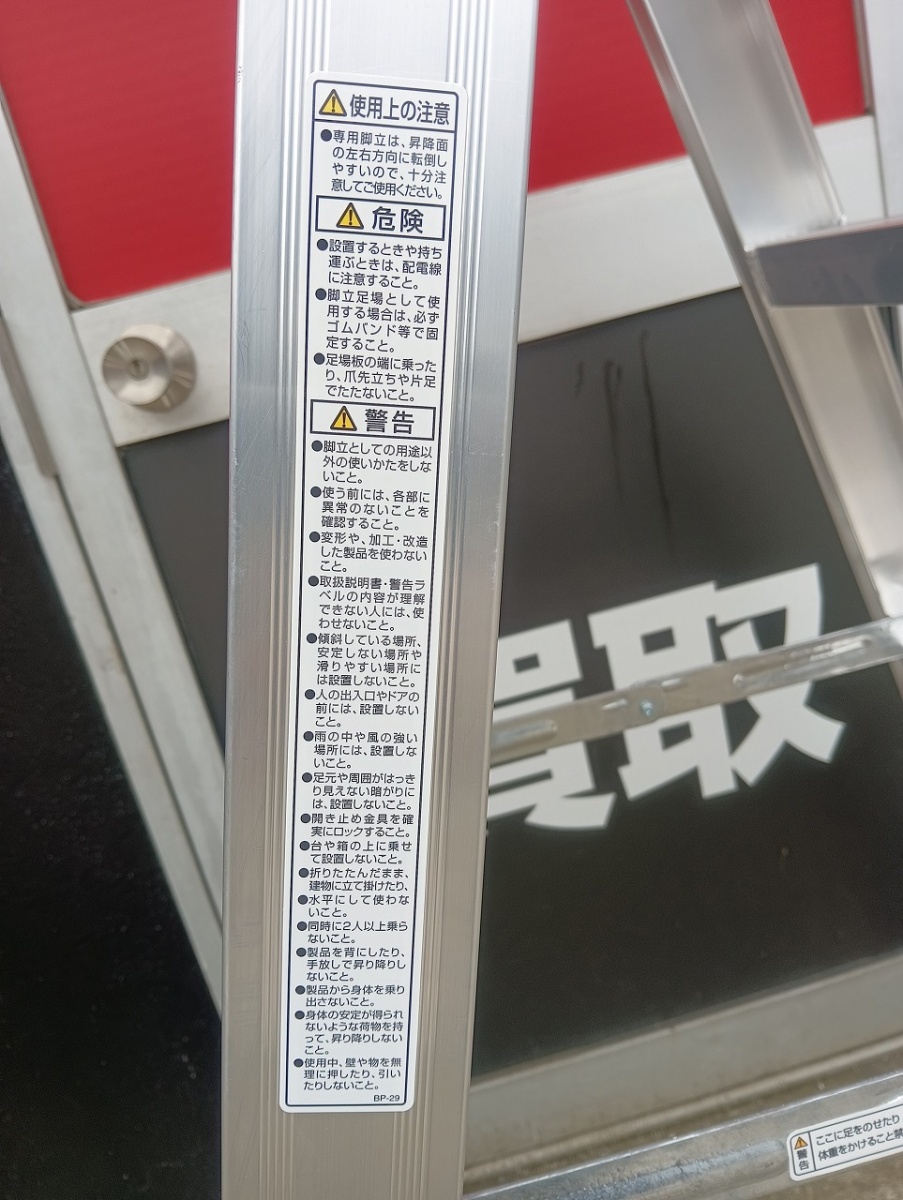 使用上の注意
●専用脚立は、昇降面
の左右方向に転倒し
やすいので、十分注
意してご使用ください。
危険
●設置するときや持ち
運ぶときは、配電線
に注意すること。
●脚立足場として使
用する場合は、必ず
ゴムバンド等で固
定すること。
●足場板の端に乗った
り、爪先立ちや片足
でたたないこと。
警告
●脚立としての用途以
外の使いかたをしな
いこと。
●使う前には、各部に
異常のないことを
確認すること。
●変形や、加工・改造
した製品を使わない
こと。
●取扱説明書・警告ラ
ベルの内容が理解
できない人には、使
わせないこと。
●傾斜している場所、
安定しない場所や
滑りやすい場所に
は設置しないこと。
●人の出入口やドアの
前には、設置しない
こと。
●雨の中や風の強い
場所には、設置しな
いこと。
●足元や周囲がはっき
り見えない暗がりに
は、設置しないこと。
●開き止め金具を確
実にロックすること。
●台や箱の上に乗せ
て設置しないこと。
●折りたたんだまま、
建物に立て掛けたり、
●水平にして使わな
いこと。
●同時に2人以上乗ら
ないこと。
●製品を背にしたり、
手放しで昇り降りし
ないこと。
●製品から身体を乗り
出さないこと。
●身体の安定が得られ
ないような荷物を持
って、昇り降りしない
こと。
●使用中、壁や物を無
理に押したり、引い
たりしないこと。
BP-29
買取
警告
ここに足をのせたり
体重をかけること禁